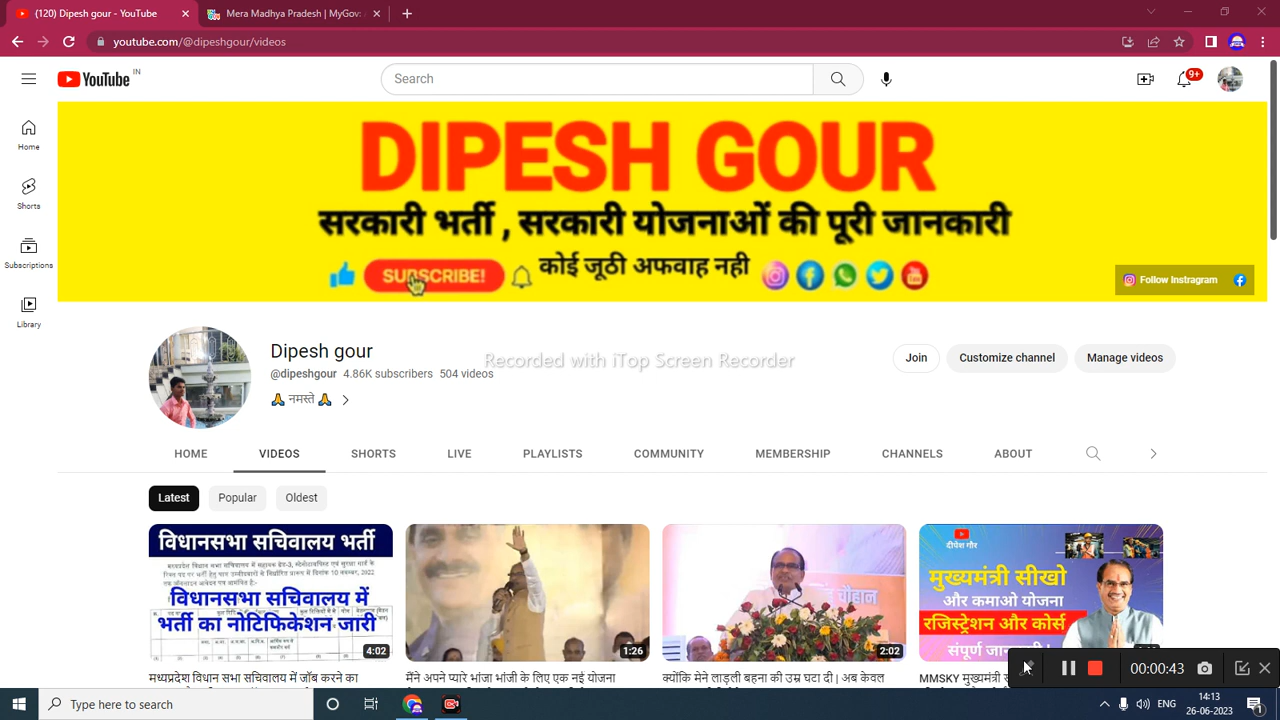 (120) Dipesh gour - YouTube
Mera Madhya Pradesh | MyGov
youtube.com/@dipeshgour/videos
YouTube IN
Search
9+
Home
Shorts
Subscriptions
Library
DIPESH GOUR
सरकारी भर्ती , सरकारी योजनाओं की पूरी जानकारी
SUBSCRIBE!
कोई जूठी अफवाह नही
Follow Instragram
Dipesh gour
@dipeshgour 4.86K subscribers 504 videos
🙏 नमस्ते 🙏
Recorded with iTop Screen Recorder
Join
Customize channel
Manage videos
HOME
VIDEOS
SHORTS
LIVE
PLAYLISTS
COMMUNITY
MEMBERSHIP
CHANNELS
ABOUT
Latest
Popular
Oldest
विधानसभा सचिवालय भर्ती
विधानसभा सचिवालय में
भर्ती का नोटिफिकेशन जारी
4:02
1:26
चौहान
2:02
दीपेश गौर
मुख्यमंत्री सीखो
और कमाओ योजना
रजिस्ट्रेशन और कोर्स
संपूर्ण
मध्यप्रदेश विधान सभा सचिवालय में जॉब करने का
मैंने अपने प्यारे भांजा भांजी के लिए एक नई योजना
क्योंकि मेने लाड़ली बहना की उम्र घटा दी | अब केवल
MMSKY मुख्यमंत्री
00:00:43
Type here to search
ENG
14:13
26-06-2023
1